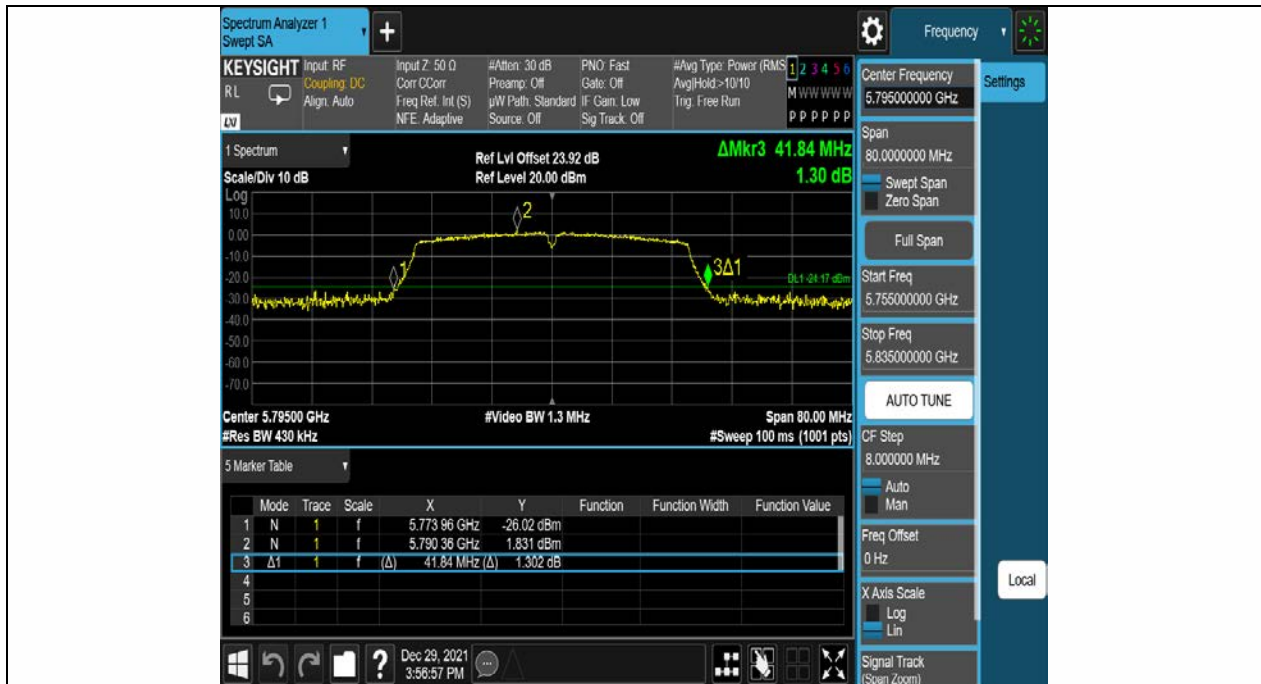 Spectrum Analyzer 1
Swept SA
+
Frequency
KEYSIGHT
RL
LXI
Input: RF
Coupling: DC
Align: Auto
Input Z: 50 Ω
Corr CCorr
Freq Ref: Int (S)
NFE: Adaptive
#Atten: 30 dB
Preamp: Off
µW Path: Standard
Source: Off
PNO: Fast
Gate: Off
IF Gain: Low
Sig Track: Off
#Avg Type: Power (RMS
Avg|Hold:>10/10
Trig: Free Run
1 2 3 4 5 6
M W W W W W
P P P P P P
1 Spectrum
Scale/Div 10 dB
Ref Lvl Offset 23.92 dB
Ref Level 20.00 dBm
ΔMkr3 41.84 MHz
1.30 dB
Log
10.0
0.00
-10.0
-20.0
-30.0
-40.0
-50.0
-60.0
-70.0
1
2
3Δ1
DL1 -24.17 dBm
Center 5.79500 GHz
#Video BW 1.3 MHz
Span 80.00 MHz
#Res BW 430 kHz
#Sweep 100 ms (1001 pts)
5 Marker Table
Mode Trace Scale X Y Function Function Width Function Value
1 N 1 f 5.773 96 GHz -26.02 dBm
2 N 1 f 5.790 36 GHz 1.831 dBm
3 Δ1 1 f (Δ) 41.84 MHz (Δ) 1.302 dB
4
5
6
?
Dec 29, 2021
3:56:57 PM
Center Frequency
5.795000000 GHz
Settings
Span
80.0000000 MHz
Swept Span
Zero Span
Full Span
Start Freq
5.755000000 GHz
Stop Freq
5.835000000 GHz
AUTO TUNE
CF Step
8.000000 MHz
Auto
Man
Freq Offset
0 Hz
Local
X Axis Scale
Log
Lin
Signal Track
(Span Zoom)